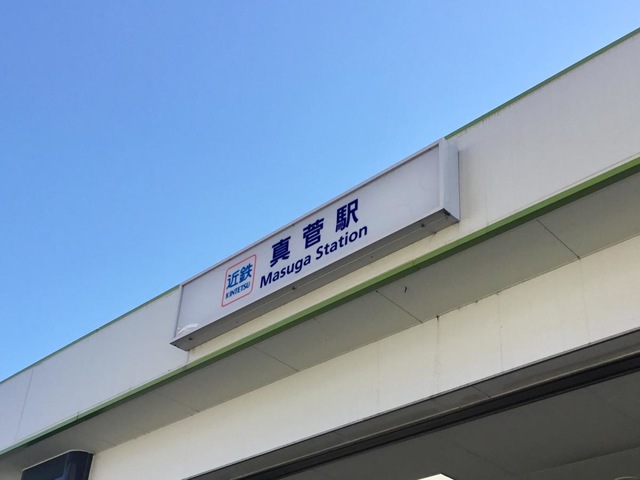 近鉄
KINTETSU
真菅駅
Masuga Station